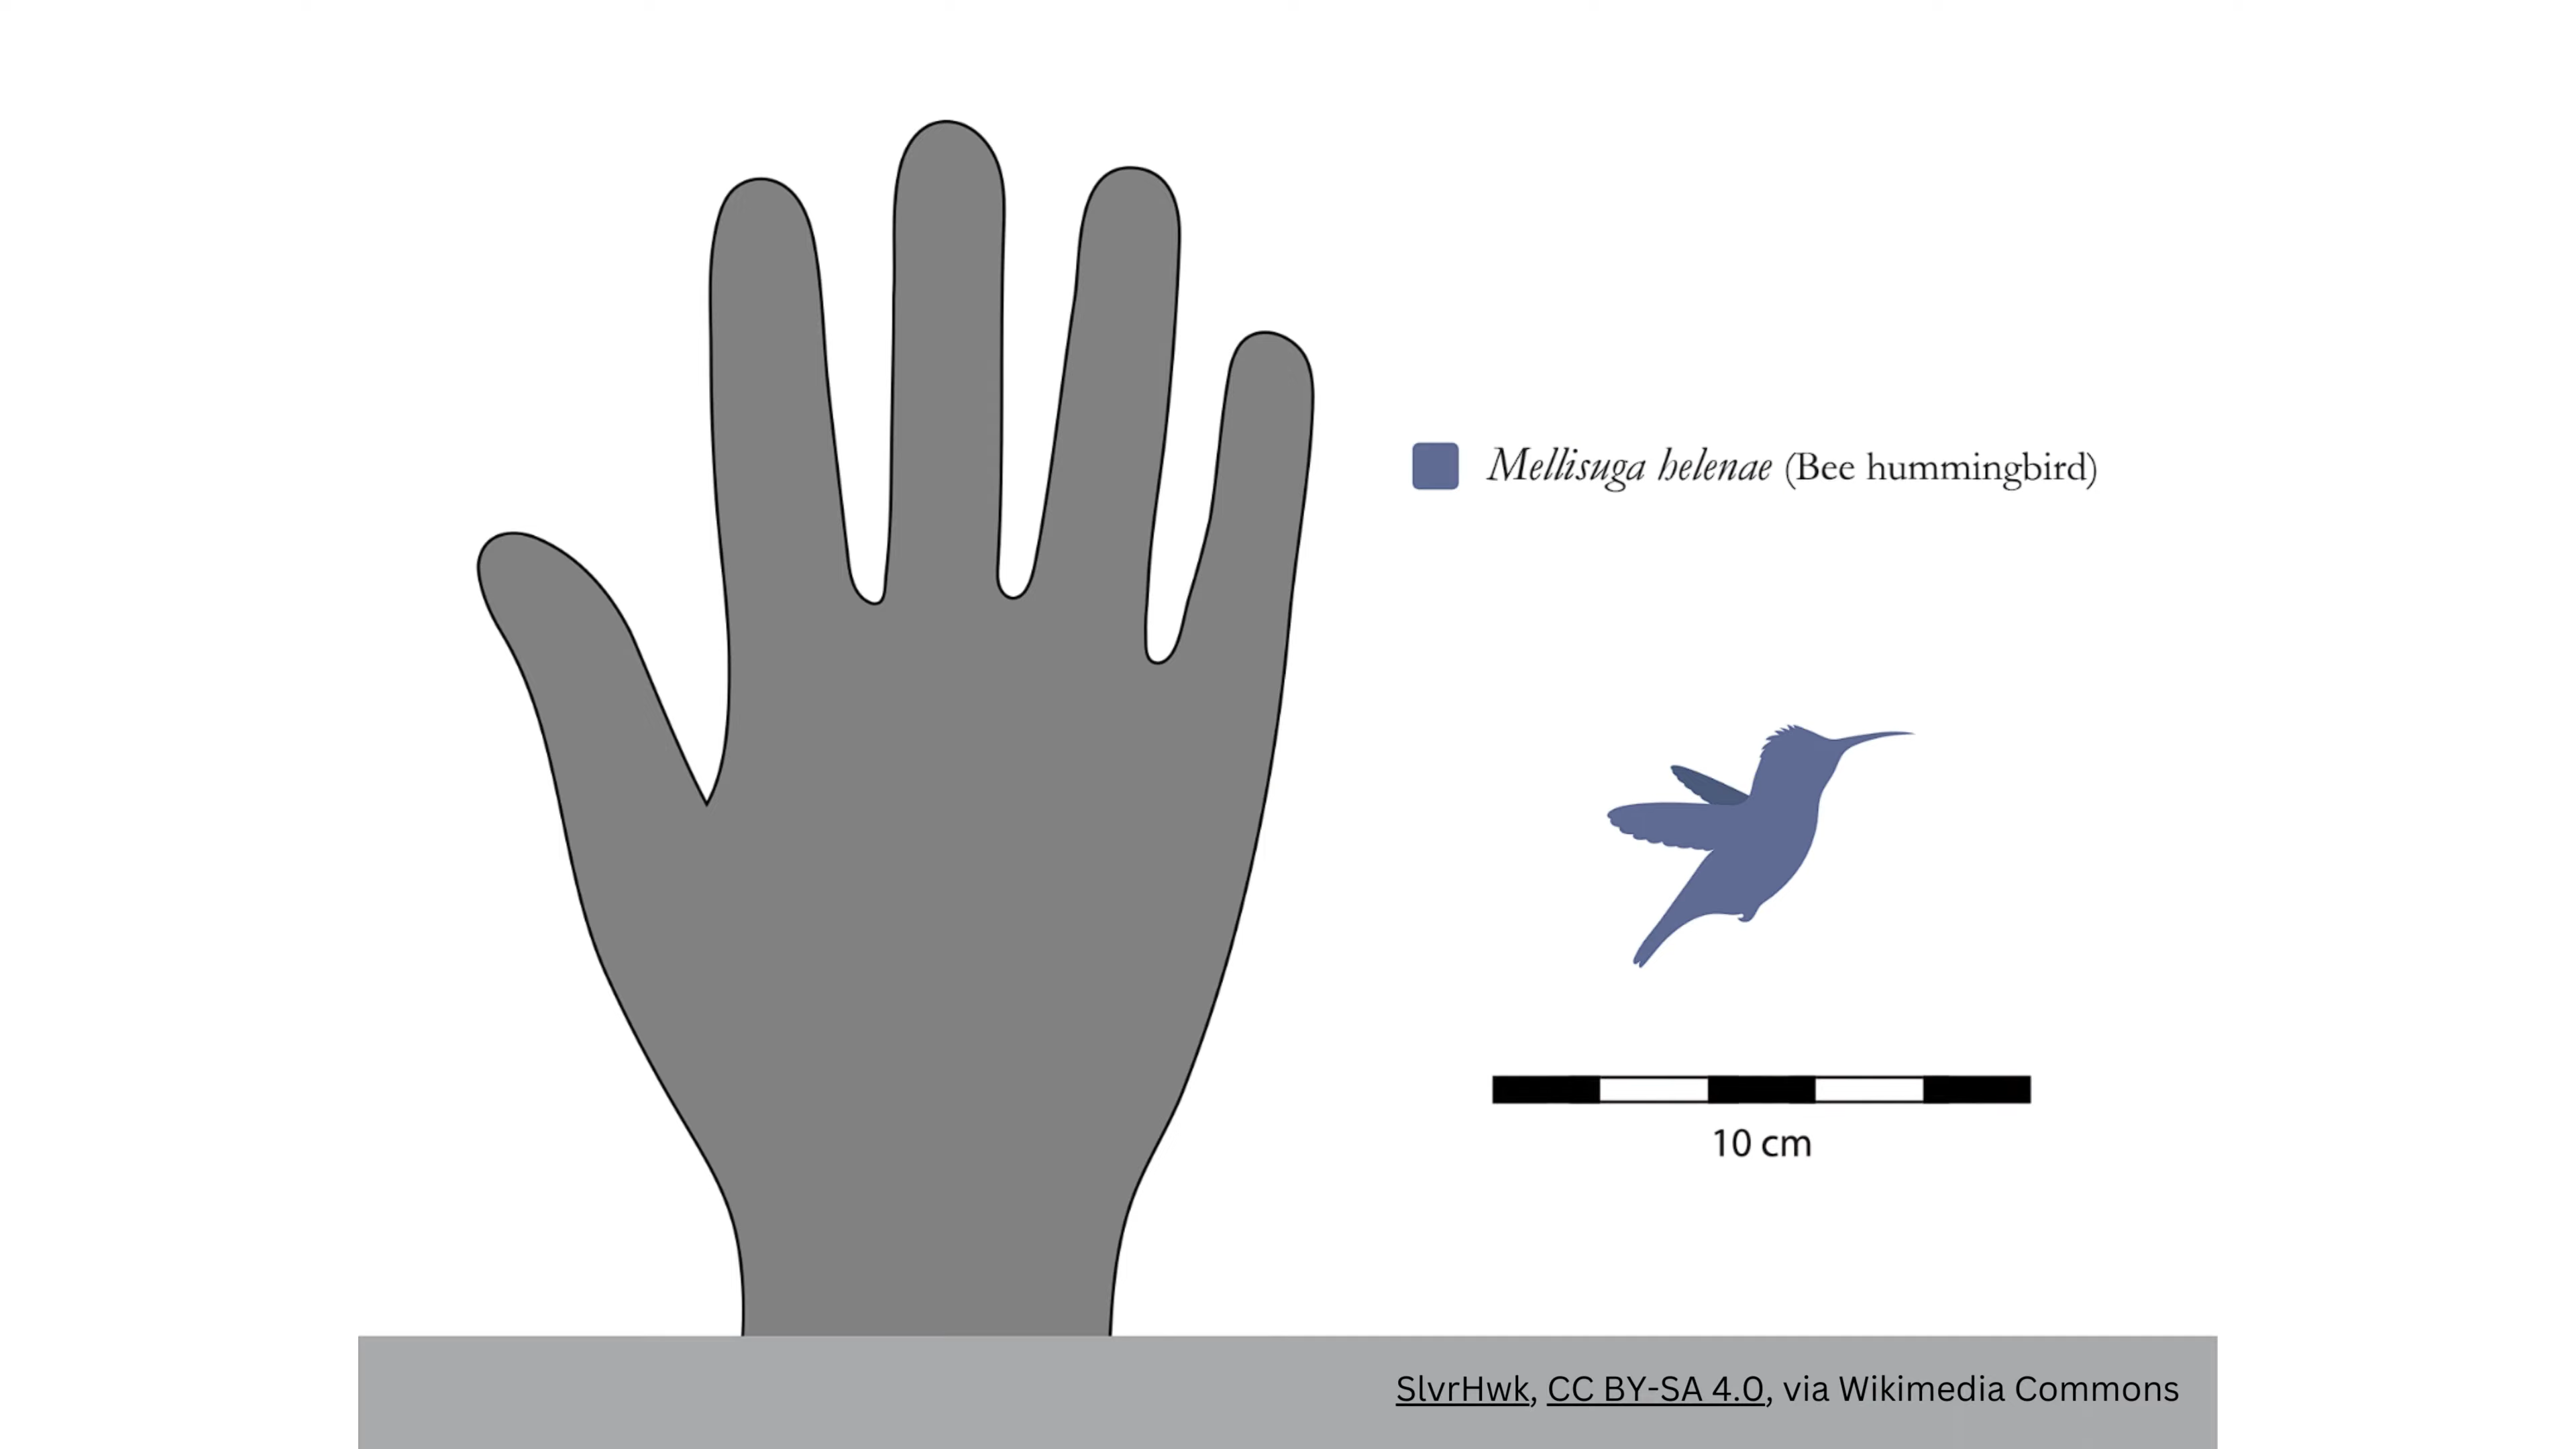 Mellisuga helenae (Bee hummingbird)
10 cm
SlvrHwk, CC BY-SA 4.0, via Wikimedia Commons